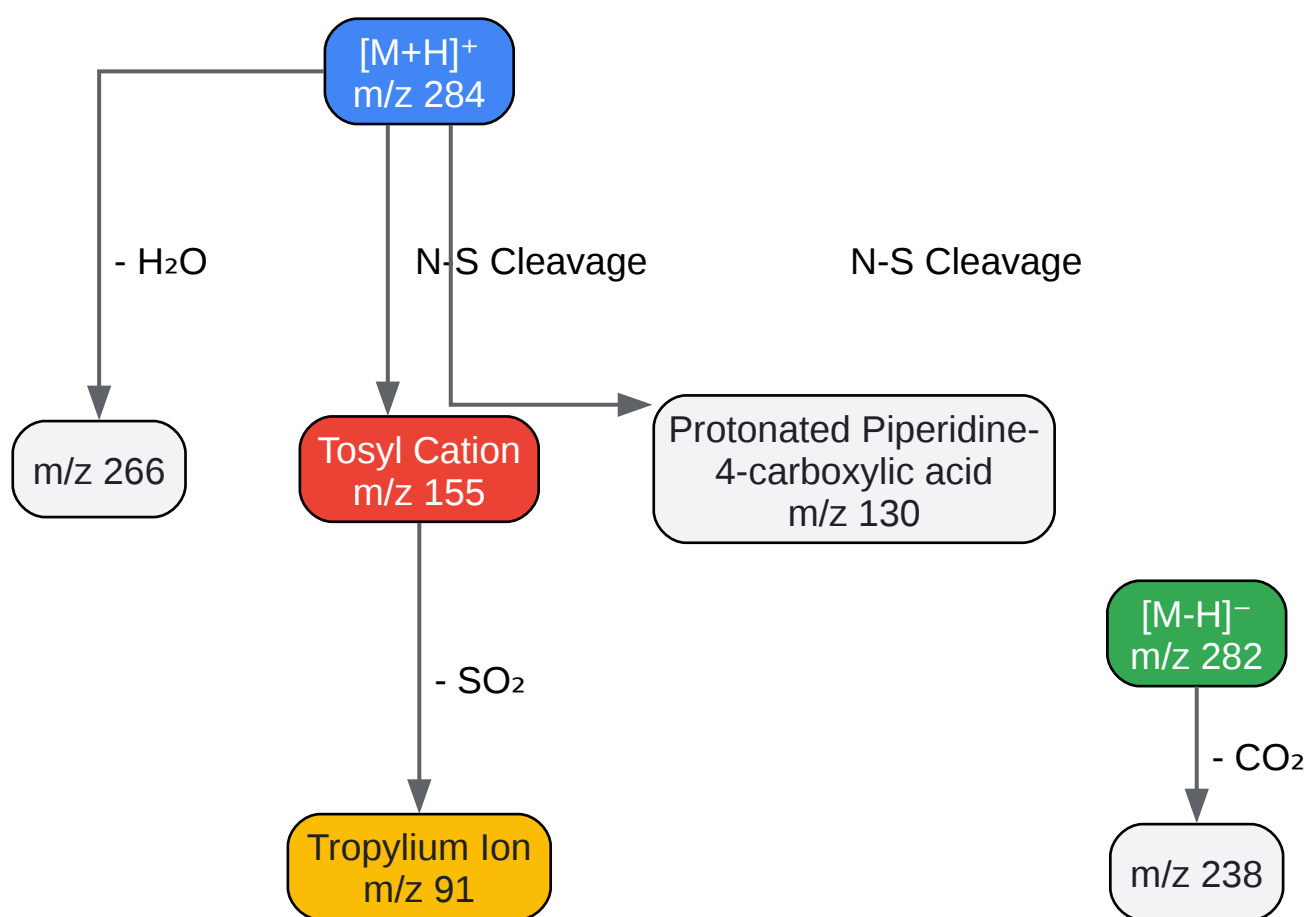 [M+H]⁺
m/z 284
- H₂O
N-S Cleavage
N-S Cleavage
m/z 266
Tosyl Cation
m/z 155
Protonated Piperidine-
4-carboxylic acid
m/z 130
[M-H]⁻
m/z 282
- SO₂
- CO₂
Tropylium Ion
m/z 91
m/z 238